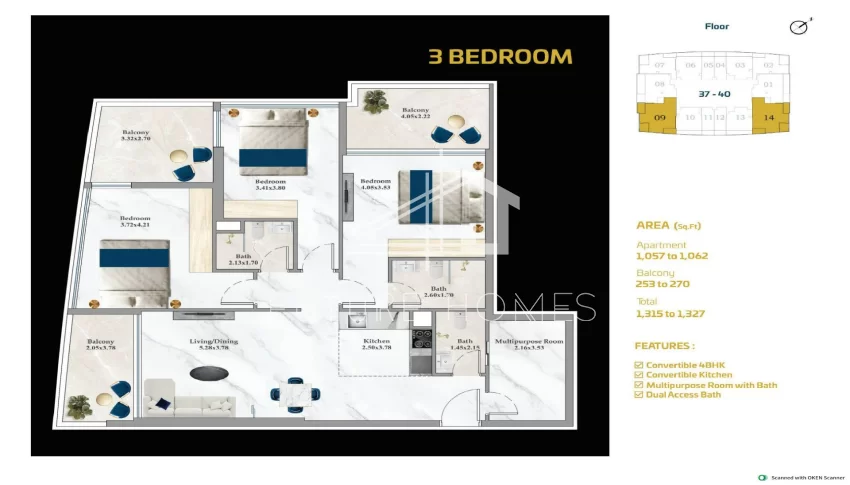 3 BEDROOM
Balcony
3.32x2.70
Balcony
4.05x2.22
Bedroom
3.41x3.80
Bedroom
4.05x3.53
Bedroom
3.72x4.21
Bath
2.13x1.70
Bath
2.60x1.70
HOMES
Balcony
2.05x3.78
Living/Dining
5.28x3.78
Kitchen
2.50x3.78
Bath
1.45x2.15
Multipurpose Room
2.16x3.53
Floor
07 06 05 04 03 02
08 01
37 - 40
09 10 11 12 13 14
AREA (Sq.Ft)
Apartment
1,057 to 1,062
Balcony
253 to 270
Total
1,315 to 1,327
FEATURES :
Convertible 4BHK
Convertible Kitchen
Multipurpose Room with Bath
Dual Access Bath
Scanned with OKEN Scanner